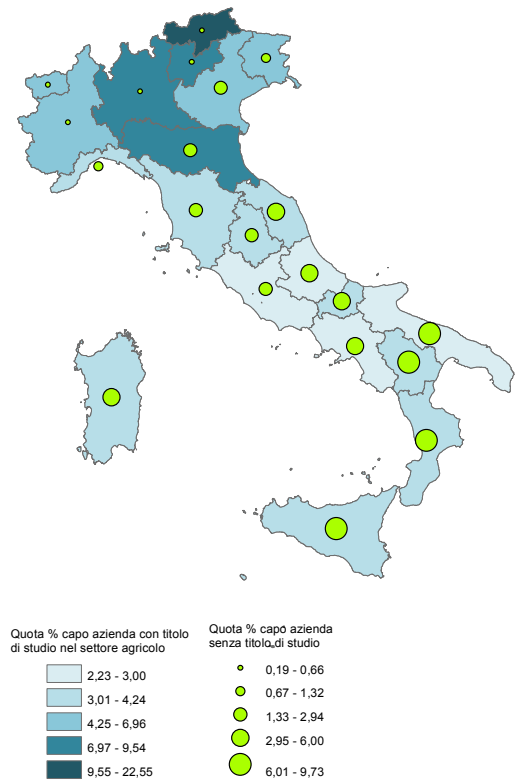 Quota % capo azienda con titolo
di studio nel settore agricolo
2,23 - 3,00
3,01 - 4,24
4,25 - 6,96
6,97 - 9,54
9,55 - 22,55
Quota % capo azienda
senza titolo di studio
0,19 - 0,66
0,67 - 1,32
1,33 - 2,94
2,95 - 6,00
6,01 - 9,73